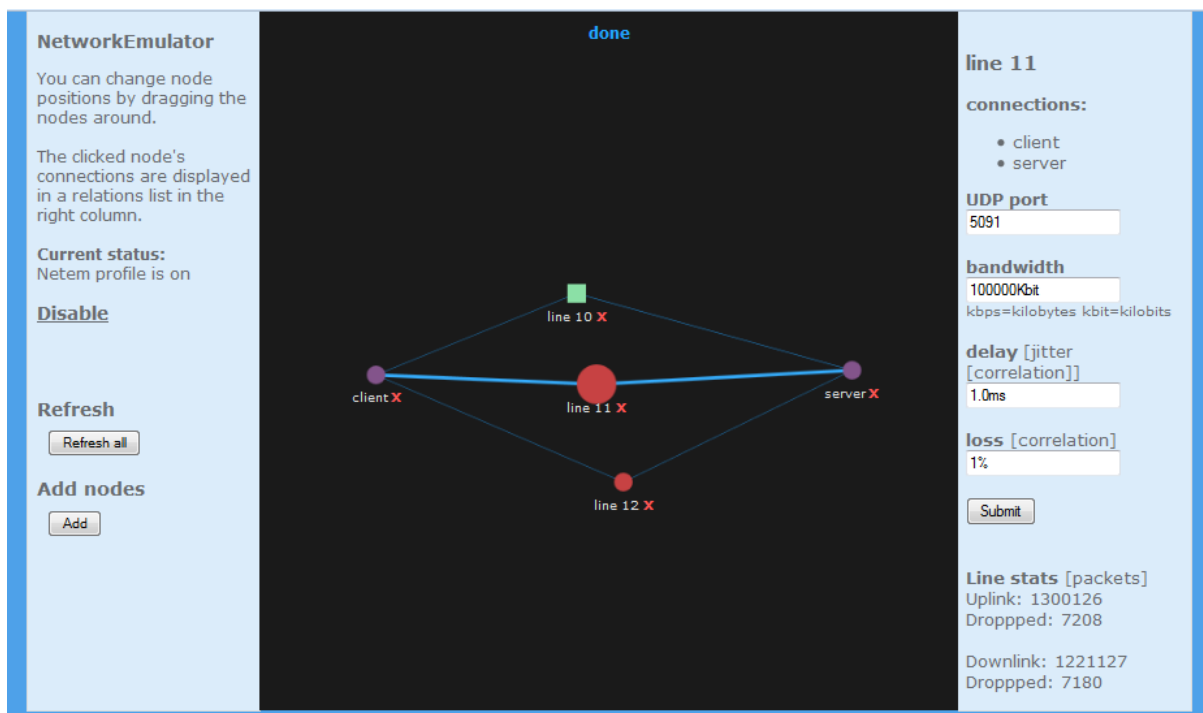 NetworkEmulator
You can change node
positions by dragging the
nodes around.
The clicked node's
connections are displayed
in a relations list in the
right column.
Current status:
Netem profile is on
Disable
Refresh
Refresh all
Add nodes
Add
done
line 10 X
client X
line 11 X
server X
line 12 X
line 11
connections:
• client
• server
UDP port
5091
bandwidth
100000Kbit
kbps=kilobytes kbit=kilobits
delay [jitter
[correlation]]
1.0ms
loss [correlation]
1%
Submit
Line stats [packets]
Uplink: 1300126
Droppped: 7208
Downlink: 1221127
Droppped: 7180